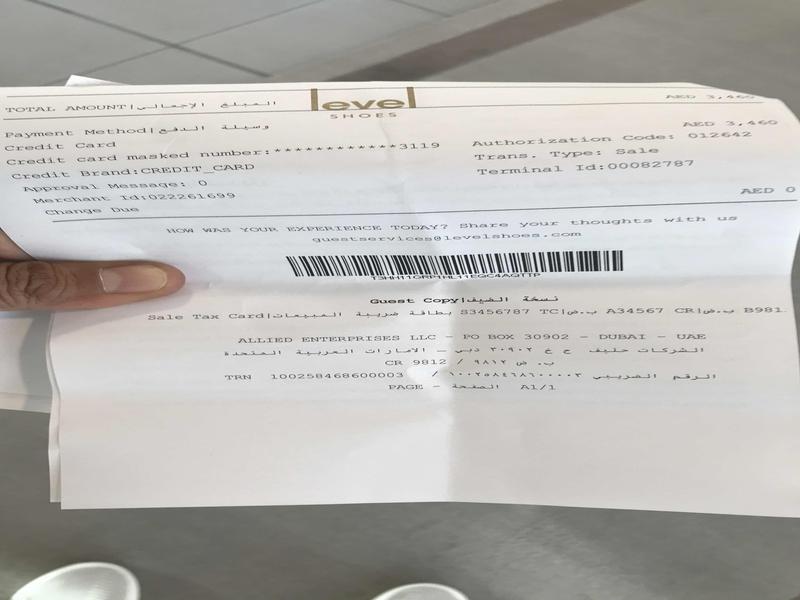 level
SHOES
TOTAL AMOUNT|المبلغ الإجمالي AED 3,460
Payment Method|وسيلة الدفع
Credit Card AED 3,460
Credit card masked number:************3119 Authorization Code: 012642
Credit Brand:CREDIT_CARD Trans. Type: Sale
Approval Message: 0 Terminal Id:00082787
Merchant Id:022261699
Change Due AED 0
HOW WAS YOUR EXPERIENCE TODAY? Share your thoughts with us
guestservices@levelshoes.com
Guest Copy|نسخة الضيف
Sale Tax Card|بطاقة ضريبة المبيعات S3456787 TC|ب.ض A34567 CR|ب.ض B981
ALLIED ENTERPRISES LLC - PO BOX 30902 - DUBAI - UAE
الشركات حليف ج خ ٣٠٩٠٢ دبي - الامارات العربية المتحدة
CR 9812 / ب. ض ٩٨١٢
TRN 100258468600003 / الرقم الضريبي ١٠٠٢٥٨٤٦٨٦٠٠٠٠٣
PAGE - الصفحة A1/1